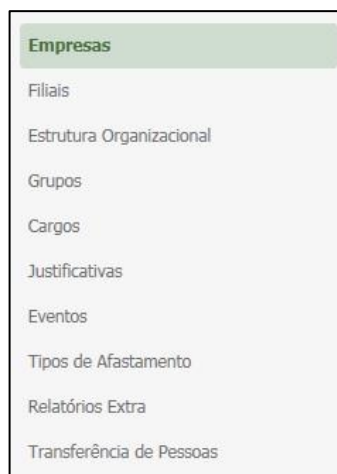 Empresas
Filiais
Estrutura Organizacional
Grupos
Cargos
Justificativas
Eventos
Tipos de Afastamento
Relatórios Extra
Transferência de Pessoas